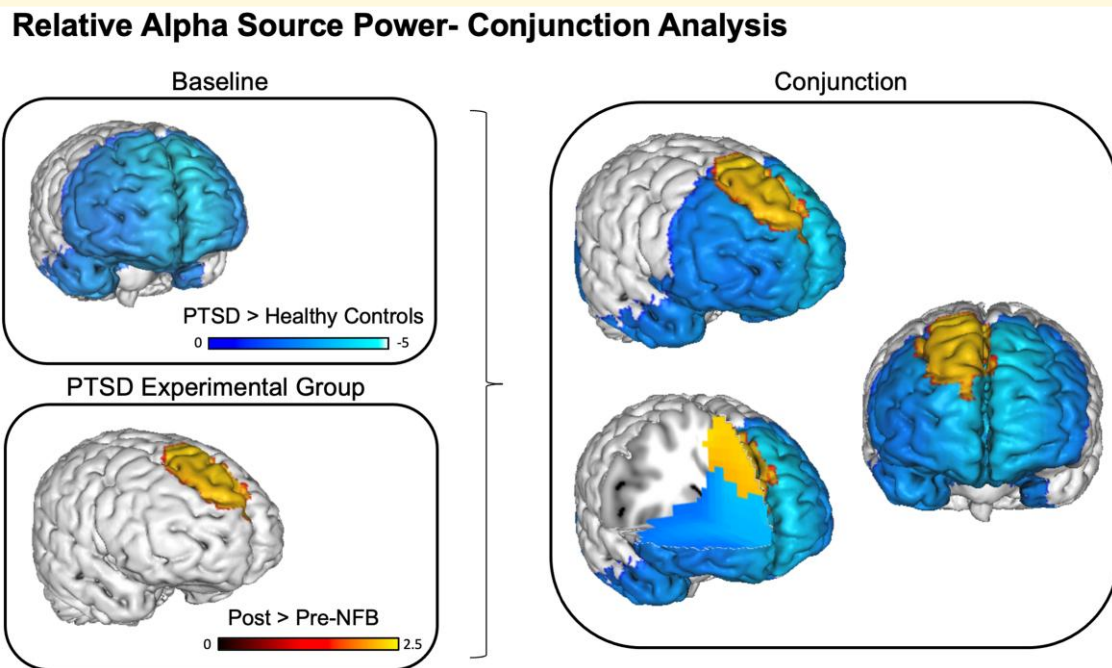 Relative Alpha Source Power- Conjunction Analysis
Baseline
PTSD > Healthy Controls
0 -5
PTSD Experimental Group
Post > Pre-NFB
0 2.5
Conjunction